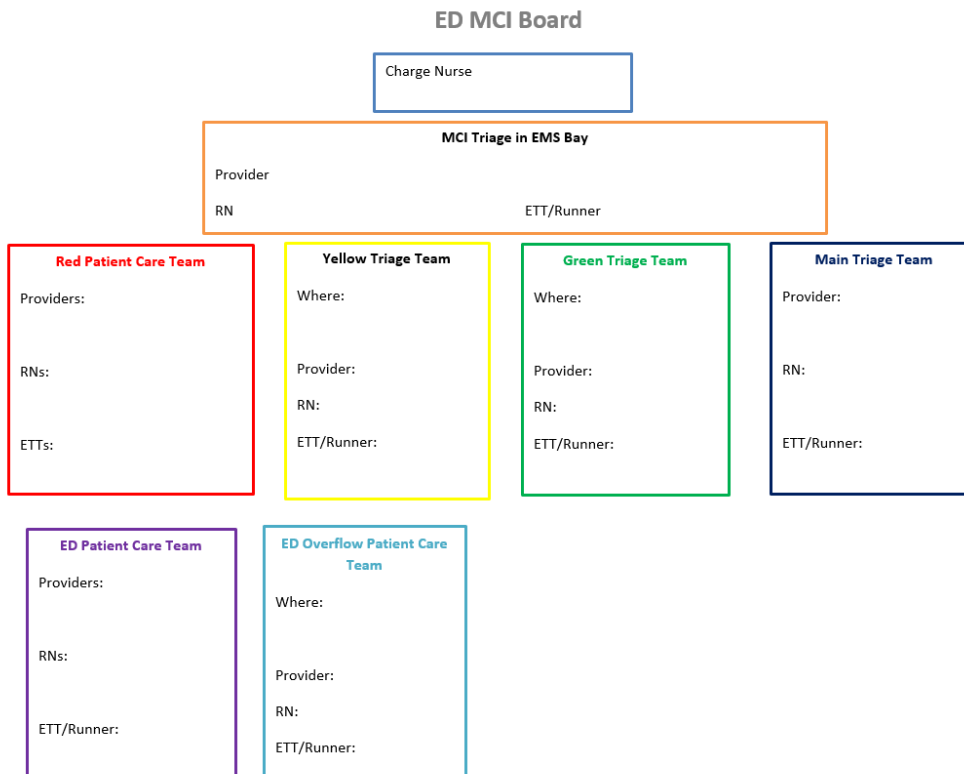 ED MCI Board
Charge Nurse
MCI Triage in EMS Bay
Provider
RN
ETT/Runner
Red Patient Care Team
Providers:
RNs:
ETTs:
Yellow Triage Team
Where:
Provider:
RN:
ETT/Runner:
Green Triage Team
Where:
Provider:
RN:
ETT/Runner:
Main Triage Team
Provider:
RN:
ETT/Runner:
ED Patient Care Team
Providers:
RNs:
ETT/Runner:
ED Overflow Patient Care
Team
Where:
Provider:
RN:
ETT/Runner: